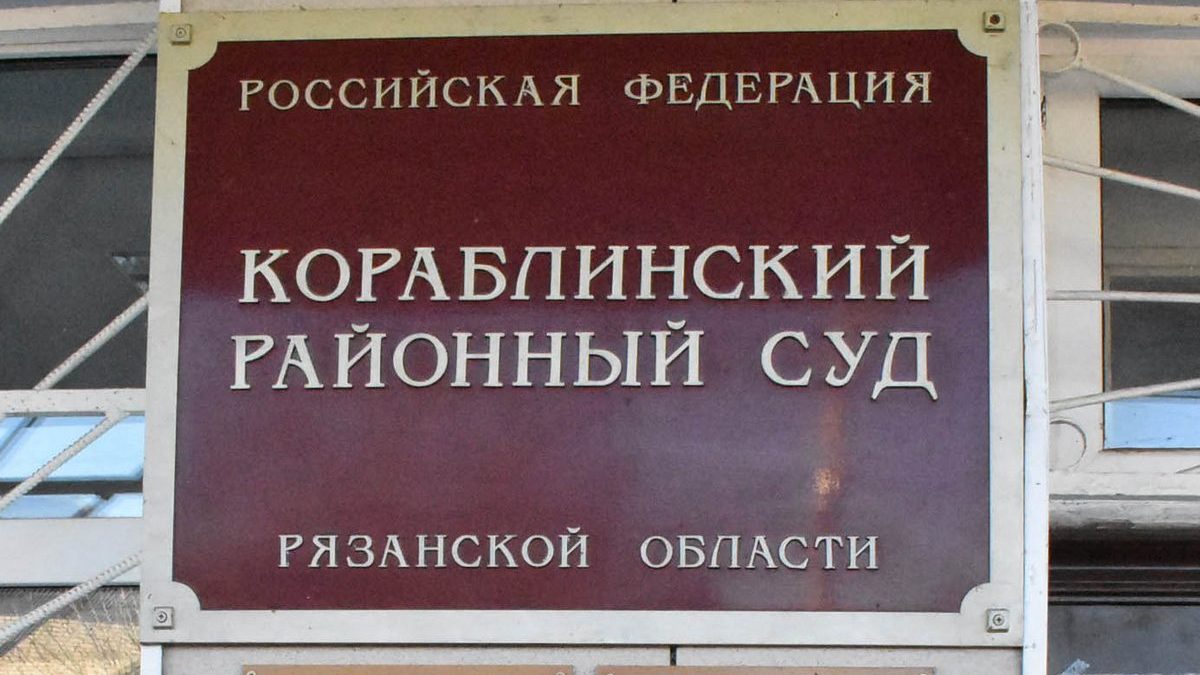 РОССИЙСКАЯ ФЕДЕРАЦИЯ
КОРАБЛИНСКИЙ
РАЙОННЫЙ СУД
РЯЗАНСКОЙ ОБЛАСТИ